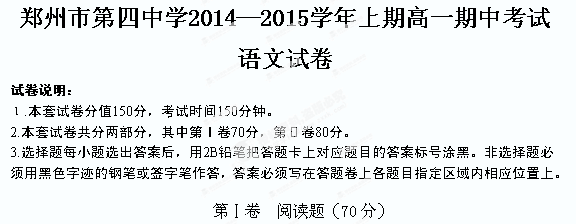 郑州市第四中学2014—2015学年上期高一期中考试
语文试卷
试卷说明：
1.本套试卷分值150分，考试时间150分钟。
2.本套试卷共分两部分，其中第Ⅰ卷70分，第Ⅱ卷80分。
3.选择题每小题选出答案后，用2B铅笔把答题卡上对应题目的答案标号涂黑。非选择题必
须用黑色字迹的钢笔或签字笔作答，答案必须写在答题卷上各题目指定区域内相应位置上。
第Ⅰ卷 阅读题（70分）